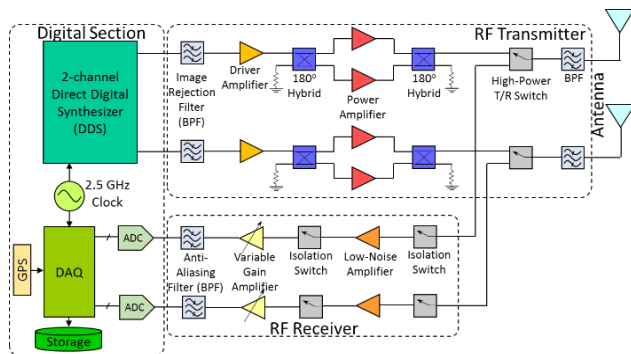 Digital Section
RF Transmitter
2-channel
Direct Digital
Synthesizer
(DDS)
Image
Rejection
Filter
(BPF)
Driver
Amplifier
180º
Hybrid
Power
Amplifier
180º
Hybrid
High-Power
T/R Switch
BPF
Antenna
2.5 GHz
Clock
GPS
DAQ
ADC
ADC
Storage
Anti-
Aliasing
Filter (BPF)
Variable
Gain
Amplifier
Isolation
Switch
Low-Noise
Amplifier
Isolation
Switch
RF Receiver